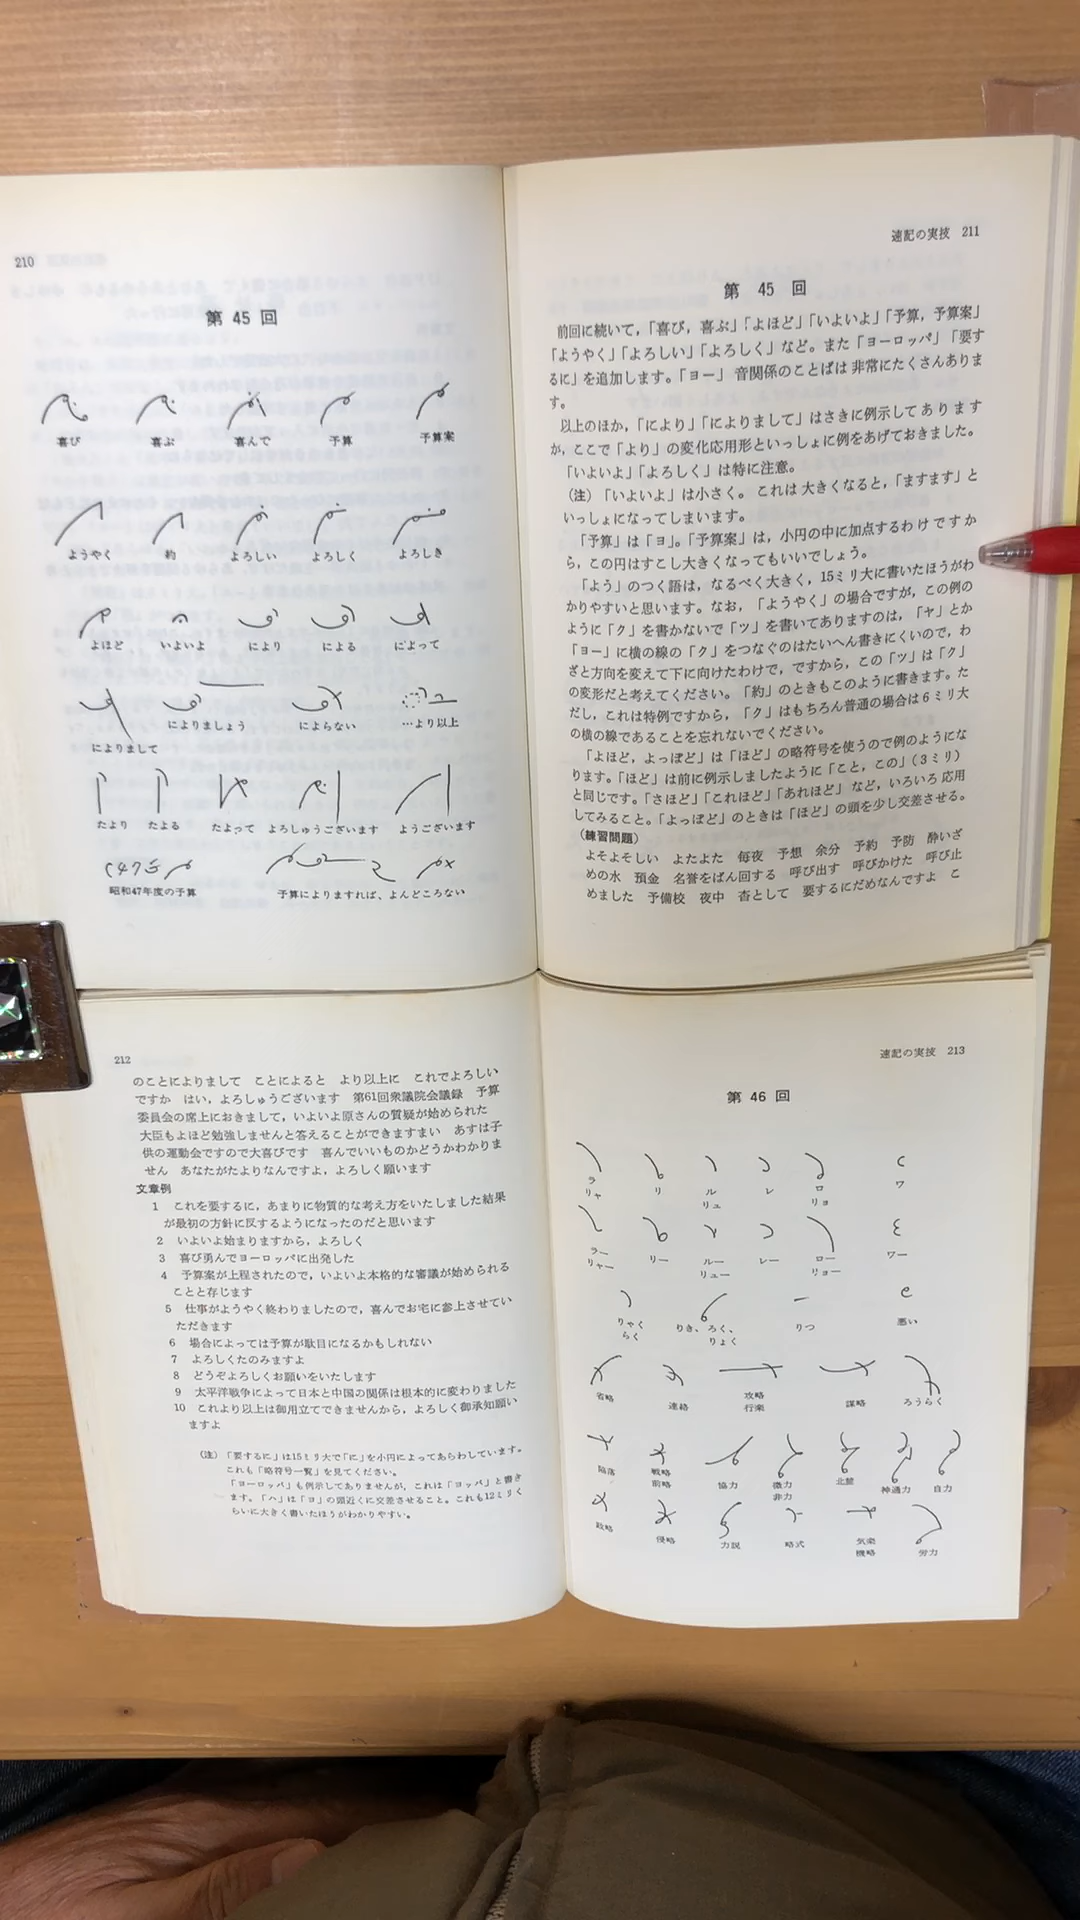 210
第 45 回
喜び 喜ぶ 喜んで 予算 予算案
ようやく 約 よろしい よろしく よろしき
よほど いよいよ により による によって
によりまして によりましょう によらない …より以上
たより たよる たよって よろしゅうございます ようございます
昭和47年度の予算 予算によりますれば、よんどころない
速記の実技 211
第 45 回
前回に続いて，「喜び，喜ぶ」「よほど」「いよいよ」「予算，予算案」
「ようやく」「よろしい」「よろしく」など。また「ヨーロッパ」「要す
るに」を追加します。「ヨー」音関係のことばは非常にたくさんありま
す。
以上のほか，「により」「によりまして」はさきに例示してあります
が，ここで「より」の変化応用形といっしょに例をあげておきました。
「いよいよ」「よろしく」は特に注意。
（注）「いよいよ」は小さく。これは大きくなると，「ますます」と
いっしょになってしまいます。
「予算」は「ヨ」。「予算案」は，小円の中に加点するわけですか
ら，この円はすこし大きくなってもいいでしょう。
「よう」のつく語は，なるべく大きく，15ミリ大に書いたほうがわ
かりやすいと思います。なお，「ようやく」の場合ですが，この例の
ように「ク」を書かないで「ツ」を書いてありますのは，「ヤ」とか
「ヨー」に横の線の「ク」をつなぐのはたいへん書きにくいので，わ
ざと方向を変えて下に向けたわけで，ですから，この「ツ」は「ク」
の変形だと考えてください。「約」のときもこのように書きます。た
だし，これは特例ですから，「ク」はもちろん普通の場合は6ミリ大
の横の線であることを忘れないでください。
「よほど，よっぽど」は「ほど」の略符号を使うので例のようにな
ります。「ほど」は前に例示しましたように「こと，この」（3ミリ）
と同じです。「さほど」「これほど」「あれほど」など，いろいろ応用
してみること。「よっぽど」のときは「ほど」の頭を少し交差させる。
（練習問題）
よそよそしい よたよた 毎夜 予想 余分 予約 予防 酔いざ
めの水 預金 名誉をばん回する 呼び出す 呼びかけた 呼び止
めました 予備校 夜中 杳として 要するにだめなんですよ こ
212
のことによりまして ことによると より以上に これでよろしい
ですか はい，よろしゅうございます 第61回衆議院会議録 予算
委員会の席上におきまして，いよいよ原さんの質疑が始められた
大臣もよほど勉強しませんと答えることができますまい あすは子
供の運動会ですので大喜びです 喜んでいいものかどうかわかりま
せん あなたがたよりなんですよ，よろしく願います
文章例
1 これを要するに，あまりに物質的な考え方をいたしました結果
が最初の方針に反するようになったのだと思います
2 いよいよ始まりますから，よろしく
3 喜び勇んでヨーロッパに出発した
4 予算案が上程されたので，いよいよ本格的な審議が始められる
ことと存じます
5 仕事がようやく終わりましたので，喜んでお宅に参上させてい
ただきます
6 場合によっては予算が駄目になるかもしれない
7 よろしくたのみますよ
8 どうぞよろしくお願いをいたします
9 太平洋戦争によって日本と中国の関係は根本的に変わりました
10 これより以上は御用立てできませんから，よろしく御承知願い
ますよ
（注）「要するに」は15ミリ大で「に」を小円によってあらわしています。
これも「略符号一覧」を見てください。
「ヨーロッパ」も例示してありませんが，これは「ヨッパ」と書き
ます。「ハ」は「ヨ」の頭近くに交差させること。これも12ミリく
らいに大きく書いたほうがわかりやすい。
速記の実技 213
第 46 回
ラ リ ル レ ロ ワ
リャ リュ リョ
ラー リー ルー レー ロー ワー
リャー リュー リョー
りゃく りき、ろく、 りつ 悪い
らく りょく
省略 連絡 攻略 謀略 ろうらく
行楽
陥落 戦略 協力 微力 神通力 自力
前略 非力
政略 侵略 力説 略式 気楽 労力
機略